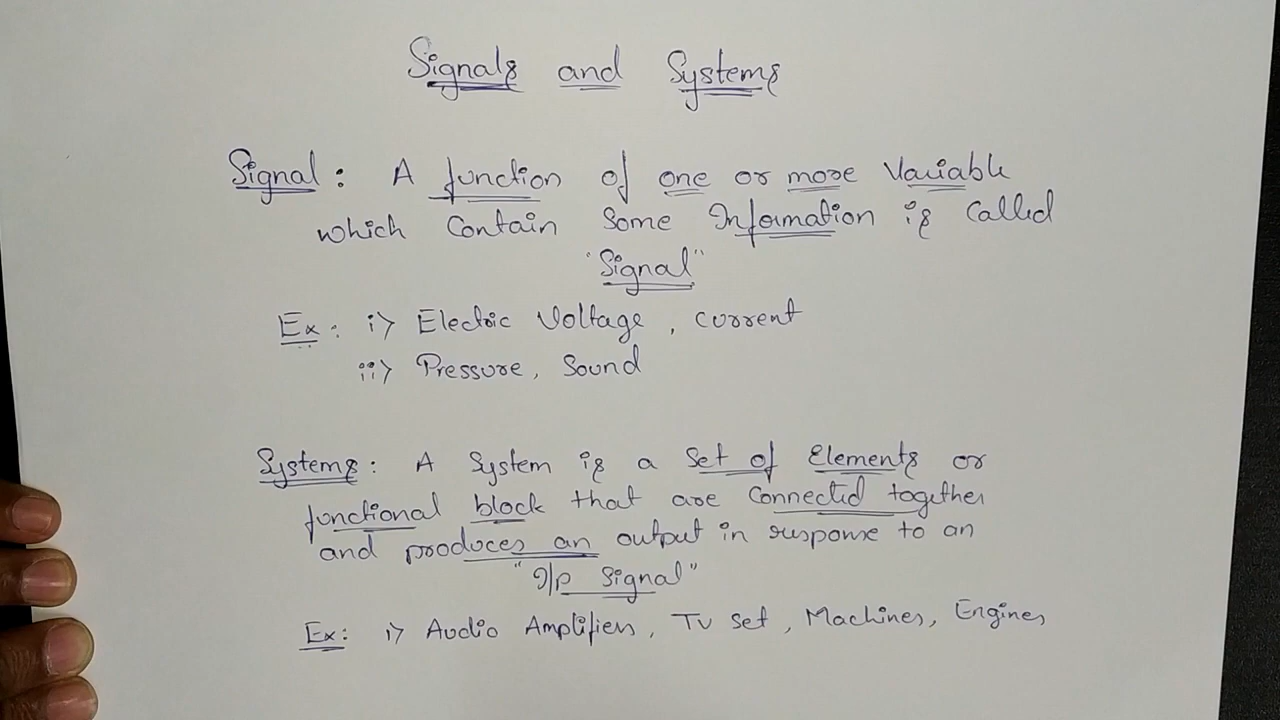 Signals and Systems
Signal: A function of one or more Variable
which Contain Some Information is Called
"Signal"
Ex: i> Electric Voltage, current
ii> Pressure, Sound
Systems: A System is a Set of Elements or
functional block that are Connected together
and produces an output in response to an
"I/p Signal"
Ex: i> Audio Amplifiers, TV Set, Machines, Engines